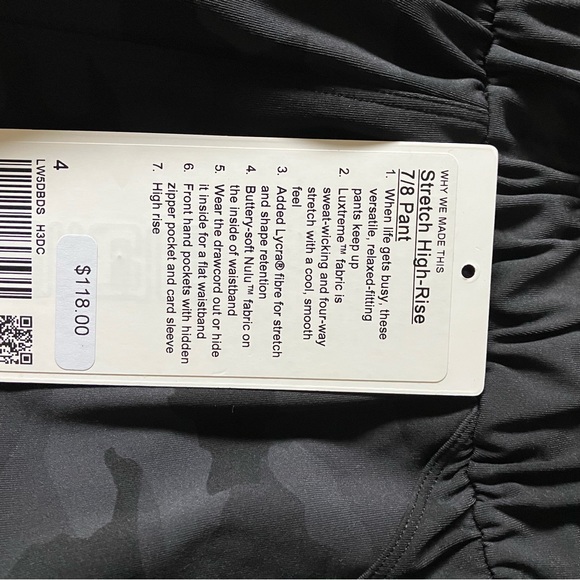 WHY WE MADE THIS
Stretch High-Rise
7/8 Pant
1. When life gets busy, these
versatile, relaxed-fitting
pants keep up
2. Luxtreme™ fabric is
sweat-wicking and four-way
stretch with a cool, smooth
feel
3. Added Lycra® fibre for stretch
and shape retention
4. Buttery-soft Nulu™ fabric on
the inside of waistband
5. Wear the drawcord out or hide
it inside for a flat waistband
6. Front hand pockets with hidden
zipper pocket and card sleeve
7. High rise
4
LW5DBDS H3DC
$118.00